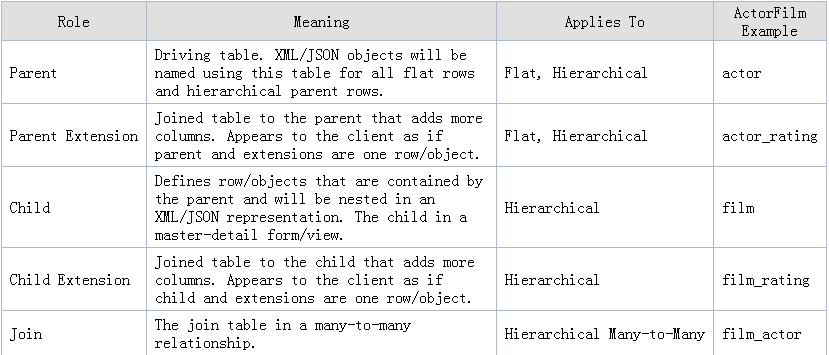 Role Meaning Applies To ActorFilm Example
Parent
Driving table. XML/JSON objects will be
named using this table for all flat rows
and hierarchical parent rows.
Flat, Hierarchical
actor
Parent Extension
Joined table to the parent that adds more
columns. Appears to the client as if
parent and extensions are one row/object.
Flat, Hierarchical
actor_rating
Child
Defines row/objects that are contained by
the parent and will be nested in an
XML/JSON representation. The child in a
master-detail form/view.
Hierarchical
film
Child Extension
Joined table to the child that adds more
columns. Appears to the client as if
child and extensions are one row/object.
Hierarchical
film_rating
Join
The join table in a many-to-many
relationship.
Hierarchical Many-to-Many
film_actor